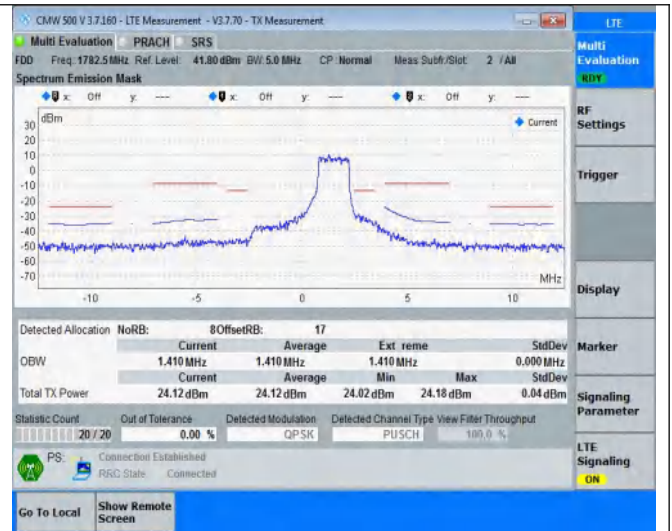 CMW 500 V 3.7.160 - LTE Measurement - V3.7.70 - TX Measurement
LTE
Multi Evaluation PRACH SRS
Multi Evaluation
RDY
FDD Freq: 1782.5 MHz Ref. Level: 41.80 dBm BW: 5.0 MHz CP: Normal Meas Subfr./Slot: 2 / All
Spectrum Emission Mask
x: Off y: --- x: Off y: --- x: Off y: ---
RF Settings
dBm
Current
30
20
10
0
-10
-20
-30
-40
-50
-60
-70
MHz
-10 -5 0 5 10
Trigger
Display
Detected Allocation NoRB: 8 OffsetRB: 17
Current Average Extreme StdDev
OBW 1.410 MHz 1.410 MHz 1.410 MHz 0.000 MHz
Current Average Min Max StdDev
Total TX Power 24.12 dBm 24.12 dBm 24.02 dBm 24.18 dBm 0.04 dBm
Marker
Signaling Parameter
Statistic Count Out of Tolerance Detected Modulation Detected Channel Type View Filter Throughput
20 / 20 0.00 % QPSK PUSCH 100.0 %
PS: Connection Established
RRC State: Connected
LTE Signaling
ON
Go To Local
Show Remote Screen